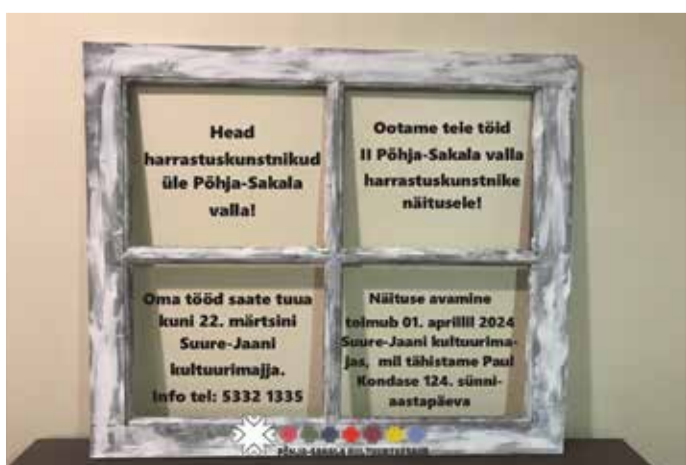 Head
harrastuskunstnikud
üle Põhja-Sakala
valla!
Ootame teie töid
II Põhja-Sakala valla
harrastuskunstnike
näitusele!
Oma tööd saate tuua
kuni 22. märtsini
Suure-Jaani
kultuurimajja.
Info tel: 5332 1335
Näituse avamine
toimub 01. aprillil 2024
Suure-Jaani kultuurima-
jas, mil tähistame Paul
Kondase 124. sünni-
aastapäeva
PÕHJA-SAKALA